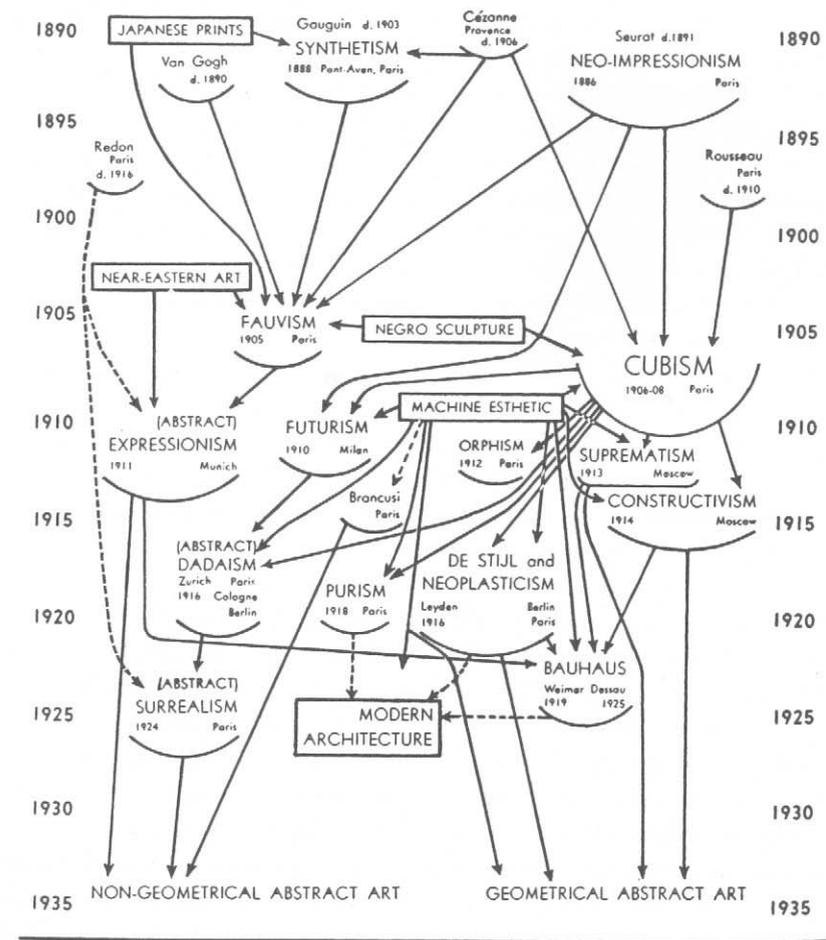 1890
JAPANESE PRINTS
Gauguin d. 1903
SYNTHETISM
1888 Pont-Aven, Paris
Cézanne
Provence
d. 1906
Seurat d.1891
NEO-IMPRESSIONISM
1886 Paris
1890
Van Gogh
d. 1890
1895
1895
Redon
Paris
d. 1916
Rousseau
Paris
d. 1910
1900
1900
NEAR-EASTERN ART
1905
FAUVISM
1905 Paris
NEGRO SCULPTURE
1905
CUBISM
1906-08 Paris
1910
(ABSTRACT)
EXPRESSIONISM
1911 Munich
FUTURISM
1910 Milan
MACHINE ESTHETIC
ORPHISM
1912 Paris
SUPREMATISM
1913 Moscow
1910
Brancusi
Paris
CONSTRUCTIVISM
1914 Moscow
1915
1915
(ABSTRACT)
DADAISM
Zurich Paris
1916 Cologne
Berlin
PURISM
1918 Paris
DE STIJL and
NEOPLASTICISM
Leyden Berlin
1916 Paris
1920
1920
(ABSTRACT)
SURREALISM
1924 Paris
BAUHAUS
Weimar Dessau
1919 1925
1925
MODERN
ARCHITECTURE
1925
1930
1930
NON-GEOMETRICAL ABSTRACT ART
GEOMETRICAL ABSTRACT ART
1935
1935